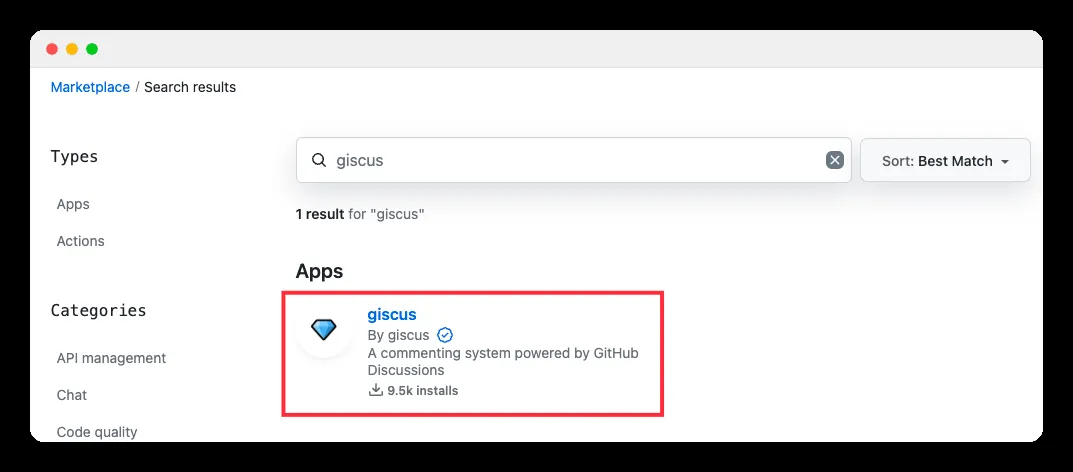 Marketplace / Search results
Types
Apps
Actions
Categories
API management
Chat
Code quality
giscus
Sort: Best Match
1 result for "giscus"
Apps
giscus
By giscus
A commenting system powered by GitHub
Discussions
9.5k installs